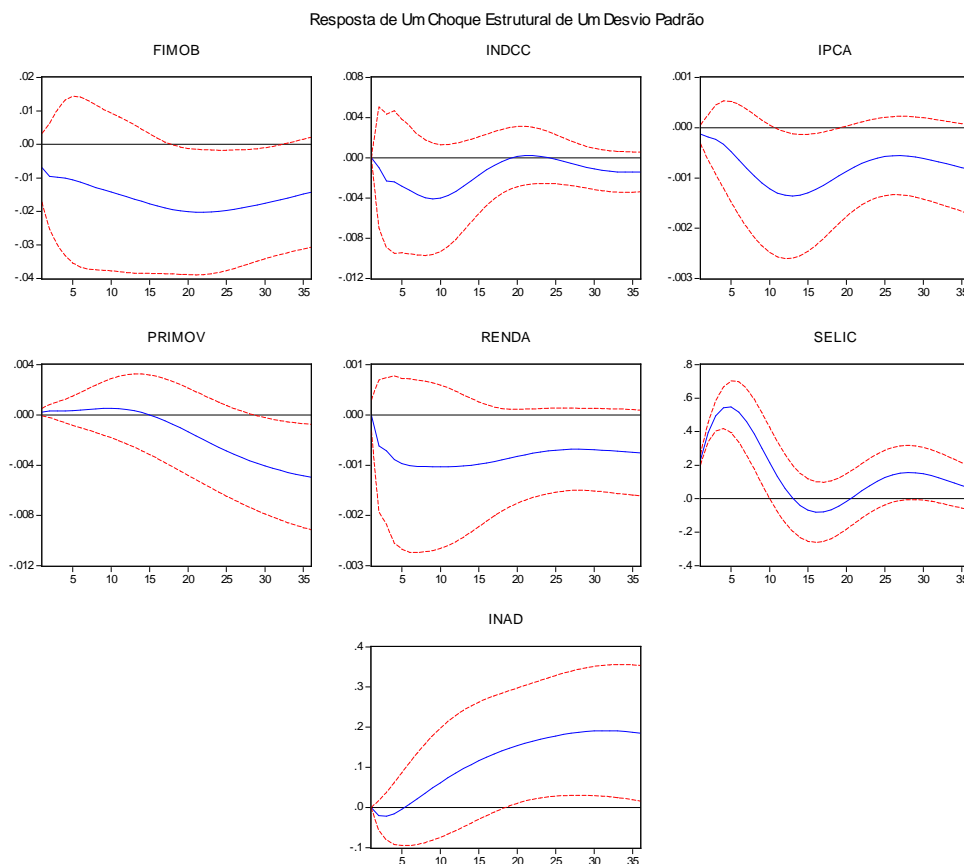 Resposta de Um Choque Estrutural de Um Desvio Padrão
FIMOB
.02
.01
.00
-.01
-.02
-.03
-.04
5 10 15 20 25 30 35
INDCC
.008
.004
.000
-.004
-.008
-.012
5 10 15 20 25 30 35
IPCA
.001
.000
-.001
-.002
-.003
5 10 15 20 25 30 35
PRIMOV
.004
.000
-.004
-.008
-.012
5 10 15 20 25 30 35
RENDA
.001
.000
-.001
-.002
-.003
5 10 15 20 25 30 35
SELIC
.8
.6
.4
.2
.0
-.2
-.4
5 10 15 20 25 30 35
INAD
.4
.3
.2
.1
.0
-.1
5 10 15 20 25 30 35